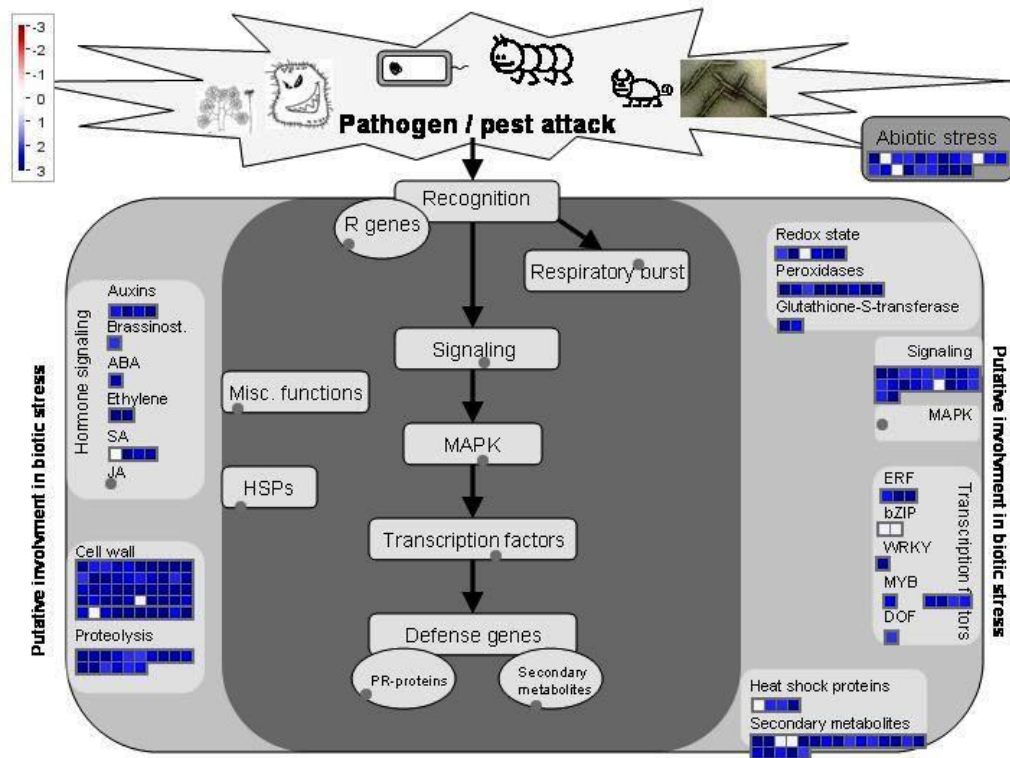 -3
-2
-1
0
1
2
3
Pathogen / pest attack
Abiotic stress
Recognition
R genes
Respiratory burst
Signaling
Misc. functions
MAPK
HSPs
Transcription factors
Defense genes
PR-proteins
Secondary
metabolites
Putative involvment in biotic stress
Hormone signaling
Auxins
Brassinost.
ABA
Ethylene
SA
JA
Cell wall
Proteolysis
Redox state
Peroxidases
Glutathione-S-transferase
Signaling
MAPK
ERF
bZIP
WRKY
MYB
DOF
Transcription factors
Putative involvment in biotic stress
Heat shock proteins
Secondary metabolites